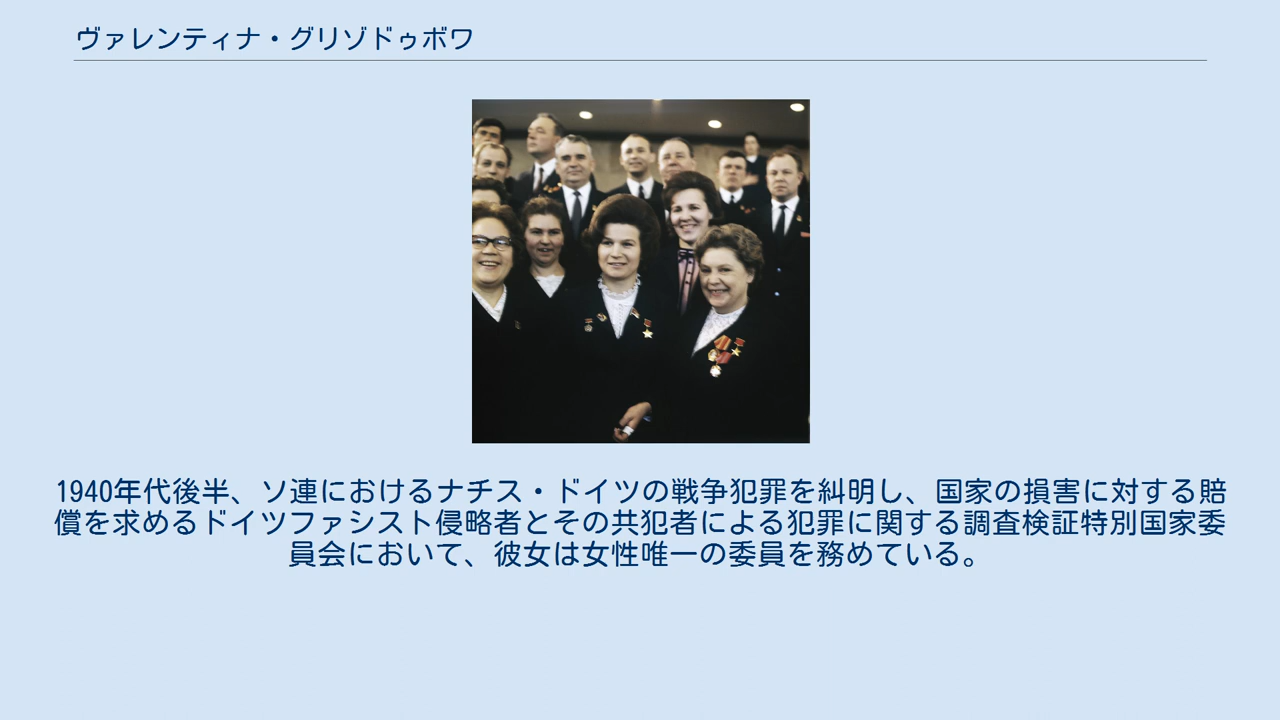 ヴァレンティナ・グリゾドゥボワ
1940年代後半、ソ連におけるナチス・ドイツの戦争犯罪を糾明し、国家の損害に対する賠
償を求めるドイツファシスト侵略者とその共犯者による犯罪に関する調査検証特別国家委
員会において、彼女は女性唯一の委員を務めている。